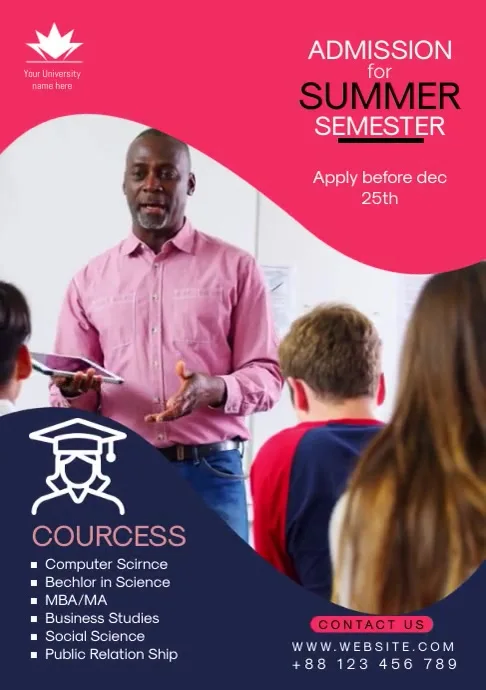 Your University
name here
ADMISSION
for
SUMMER
SEMESTER
Apply before dec
25th
COURCESS
Computer Scirnce
Bechlor in Science
MBA/MA
Business Studies
Social Science
Public Relation Ship
CONTACT US
WWW.WEBSITE.COM
+88 123 456 789